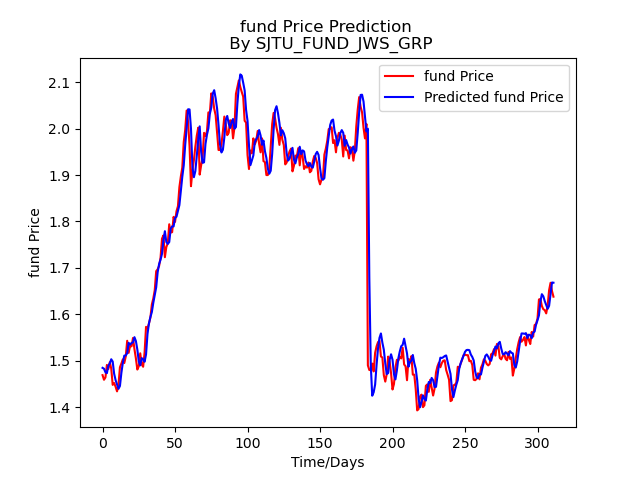 fund Price Prediction
By SJTU_FUND_JWS_GRP
fund Price
Predicted fund Price
2.1
2.0
1.9
1.8
1.7
1.6
1.5
1.4
fund Price
0 50 100 150 200 250 300
Time/Days